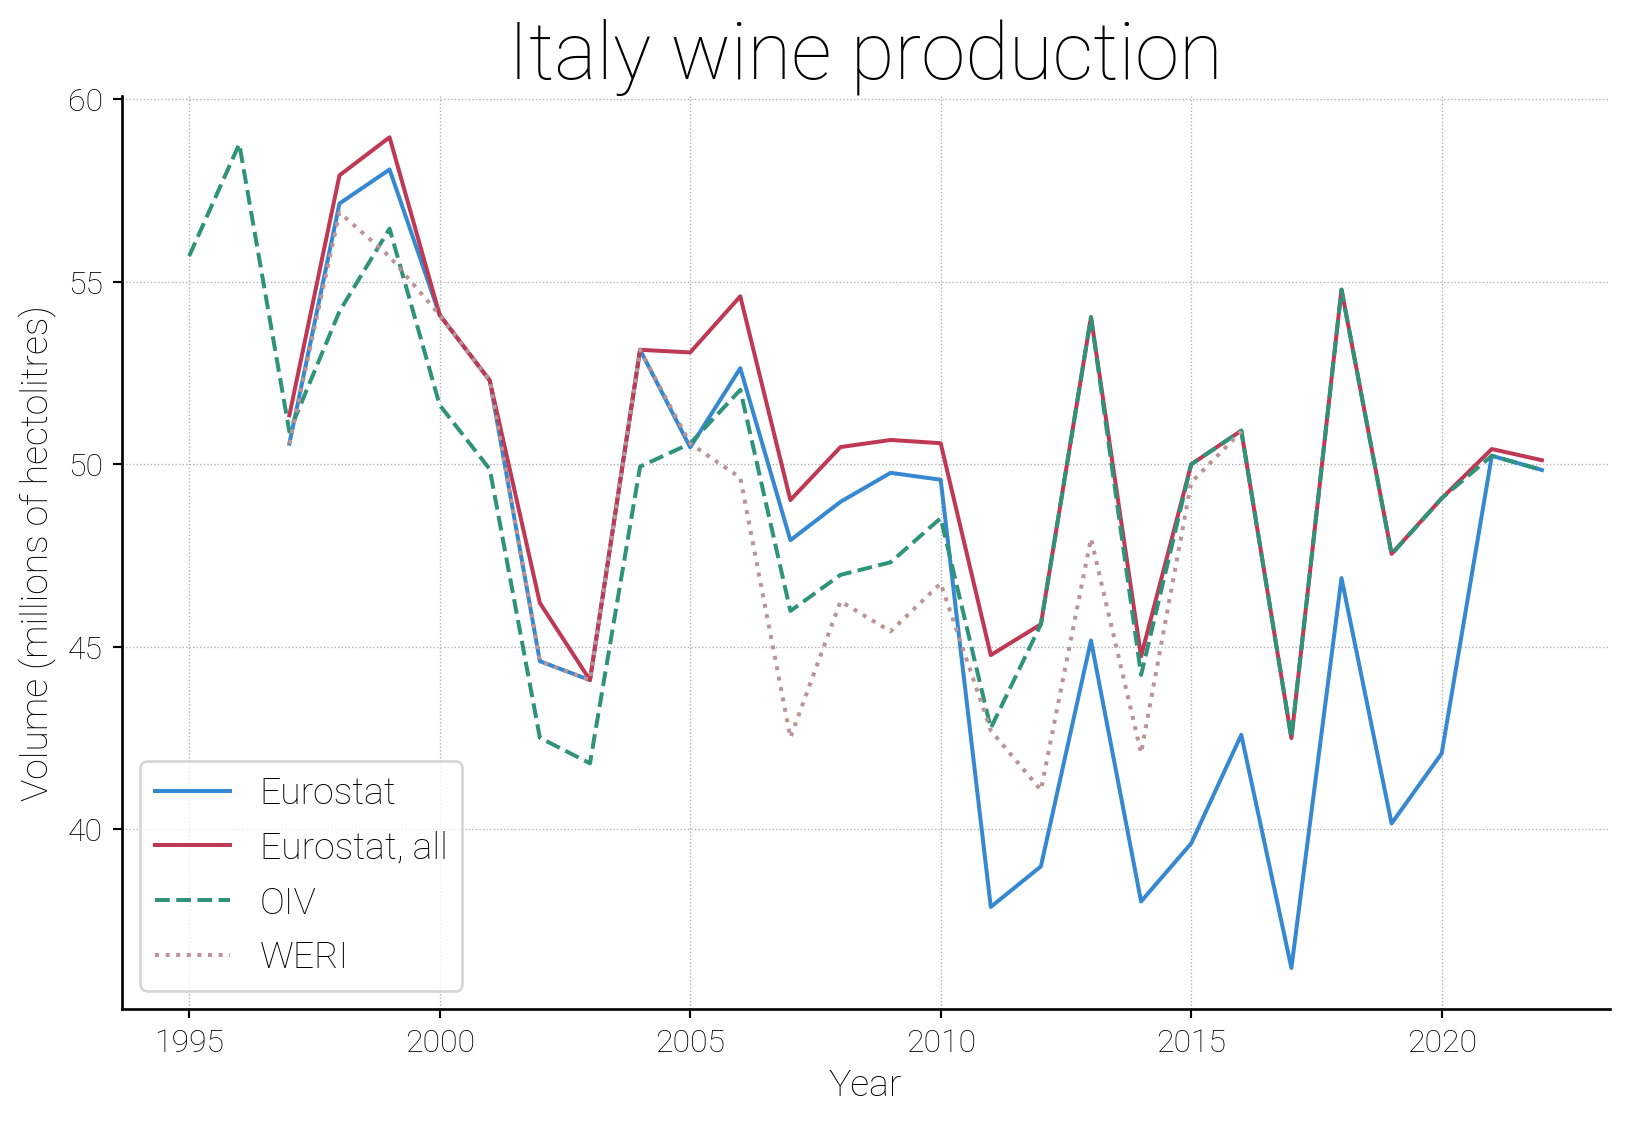 Italy wine production
60
55
50
45
40
Volume (millions of hectolitres)
Eurostat
Eurostat, all
OIV
WERI
1995 2000 2005 2010 2015 2020
Year